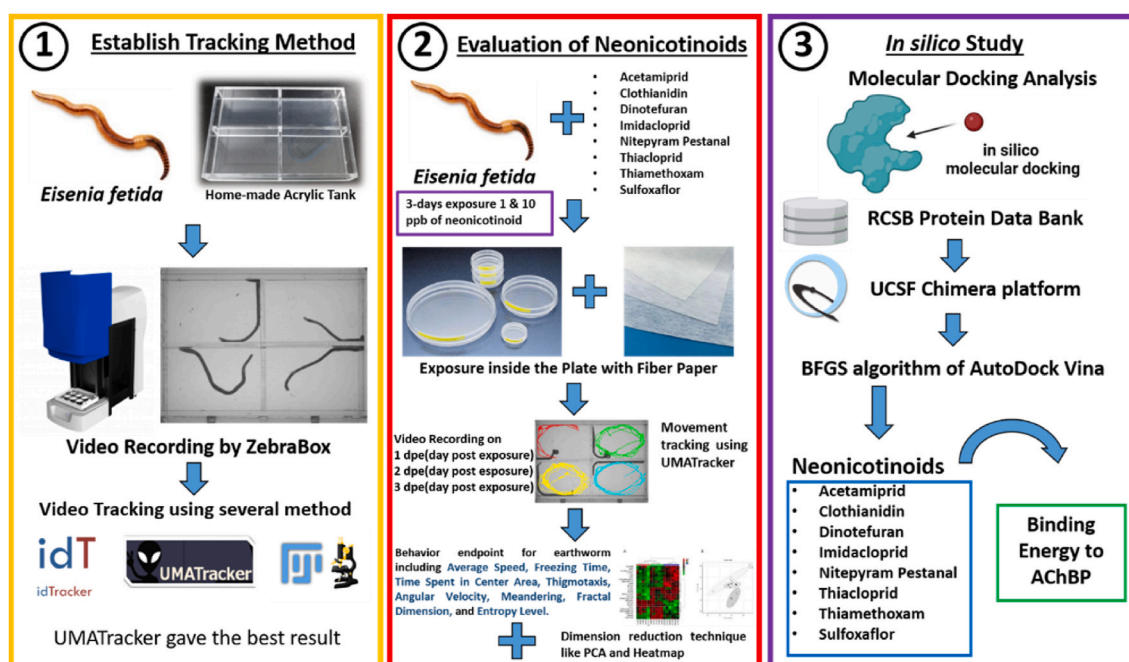 1
Establish Tracking Method
Eisenia fetida
Home-made Acrylic Tank
Video Recording by ZebraBox
Video Tracking using several method
idT
idTracker
UMATracker
UMATracker gave the best result
2
Evaluation of Neonicotinoids
• Acetamiprid
• Clothianidin
• Dinotefuran
• Imidacloprid
• Nitepyram Pestanal
• Thiacloprid
• Thiamethoxam
• Sulfoxaflor
Eisenia fetida
3-days exposure 1 & 10
ppb of neonicotinoid
Exposure inside the Plate with Fiber Paper
Video Recording on
1 dpe(day post exposure)
2 dpe(day post exposure)
3 dpe(day post exposure)
Movement
tracking using
UMATracker
Behavior endpoint for earthworm
including Average Speed, Freezing Time,
Time Spent in Center Area, Thigmotaxis,
Angular Velocity, Meandering, Fractal
Dimension, and Entropy Level.
Dimension reduction technique
like PCA and Heatmap
3
In silico Study
Molecular Docking Analysis
in silico
molecular docking
RCSB Protein Data Bank
UCSF Chimera platform
BFGS algorithm of AutoDock Vina
Neonicotinoids
• Acetamiprid
• Clothianidin
• Dinotefuran
• Imidacloprid
• Nitepyram Pestanal
• Thiacloprid
• Thiamethoxam
• Sulfoxaflor
Binding
Energy to
AChBP